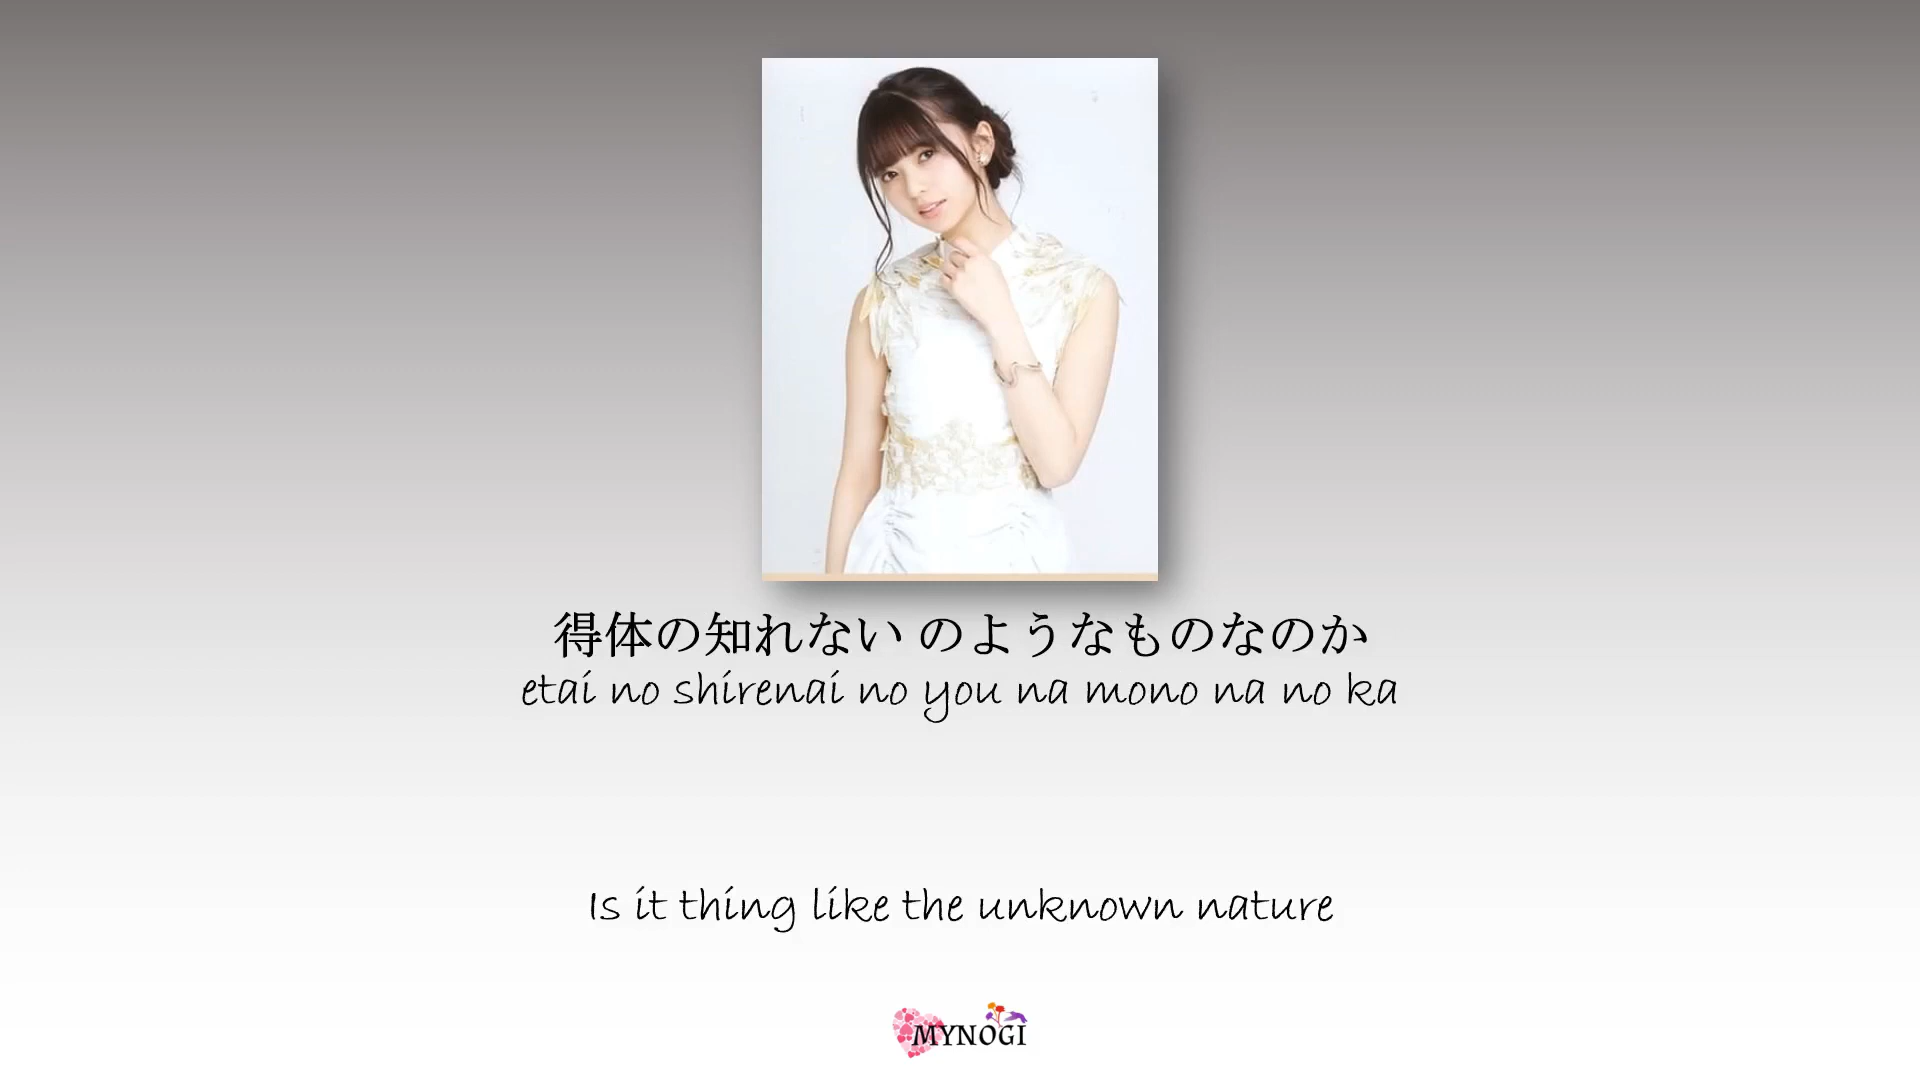 得体の知れない のようなものなのか
etai no shirenai no you na mono na no ka
Is it thing like the unknown nature
MYNOGI